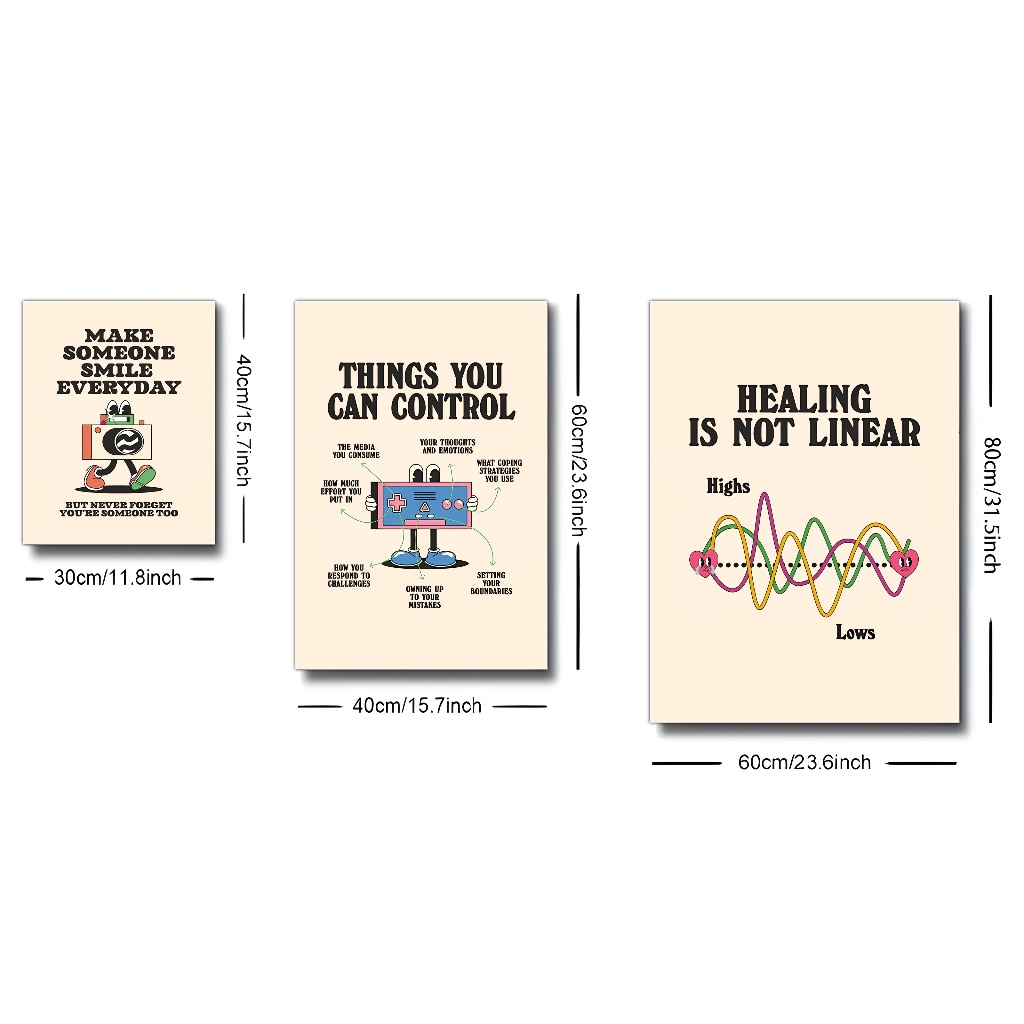 MAKE
SOMEONE
SMILE
EVERYDAY
BUT NEVER FORGET
YOU'RE SOMEONE TOO
40cm/15.7inch
30cm/11.8inch
THINGS YOU
CAN CONTROL
THE MEDIA
YOU CONSUME
YOUR THOUGHTS
AND EMOTIONS
WHAT COPING
STRATEGIES
YOU USE
HOW MUCH
EFFORT YOU
PUT IN
HOW YOU
RESPOND TO
CHALLENGES
OWNING UP
TO YOUR
MISTAKES
SETTING
YOUR
BOUNDARIES
60cm/23.6inch
40cm/15.7inch
HEALING
IS NOT LINEAR
Highs
Lows
80cm/31.5inch
60cm/23.6inch